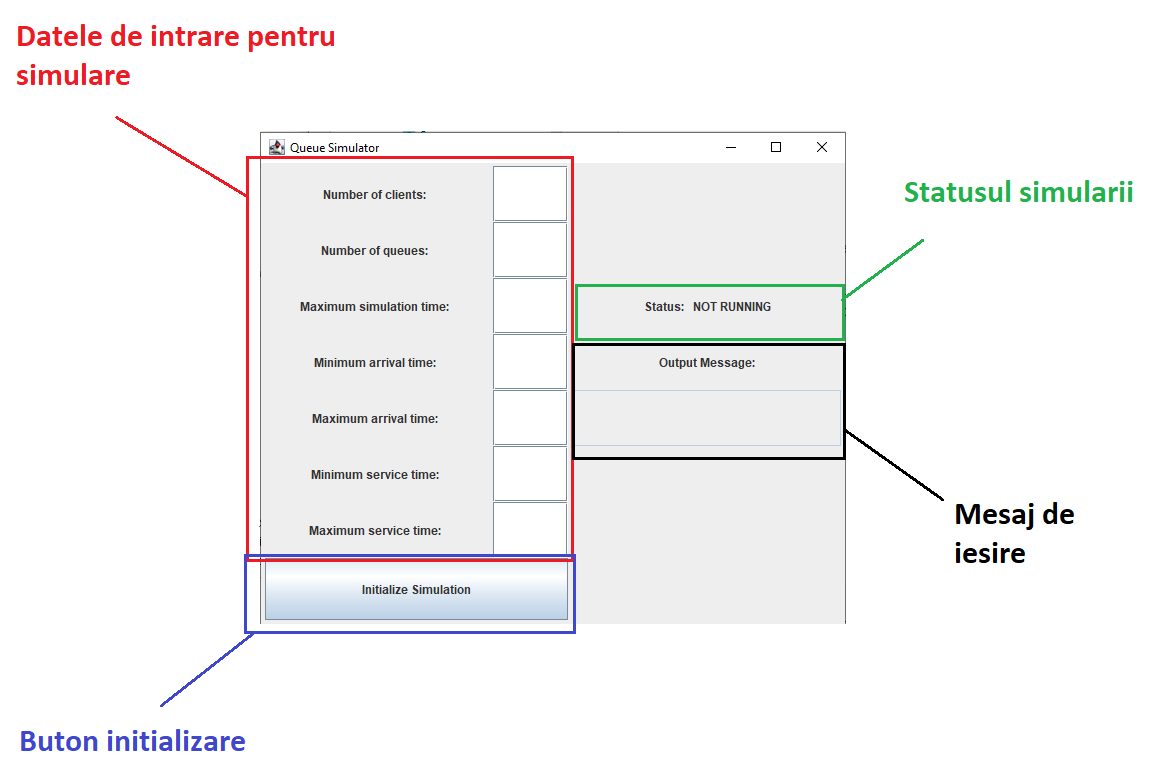 Datele de intrare pentru
simulare
Queue Simulator
Number of clients:
Number of queues:
Maximum simulation time:
Minimum arrival time:
Maximum arrival time:
Minimum service time:
Maximum service time:
Initialize Simulation
Statusul simularii
Status: NOT RUNNING
Output Message:
Mesaj de
iesire
Buton initializare